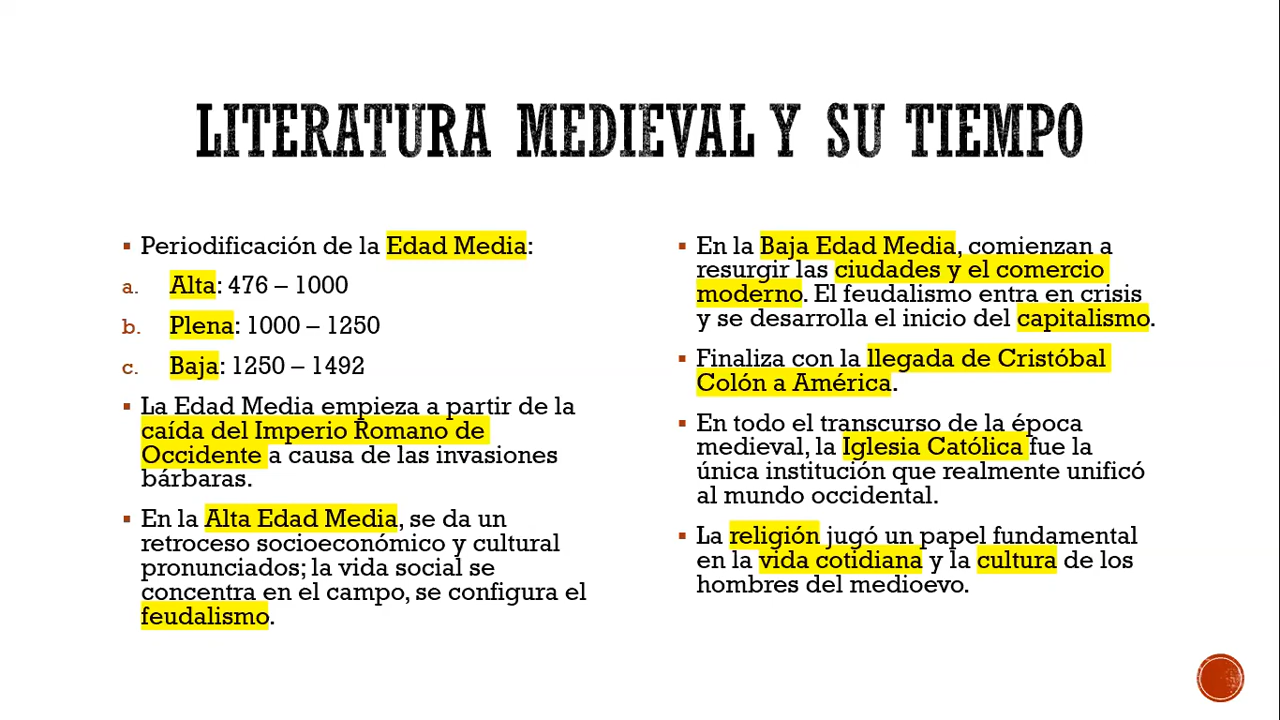 LITERATURA MEDIEVAL Y SU TIEMPO
▪ Periodificación de la Edad Media:
a. Alta: 476 – 1000
b. Plena: 1000 – 1250
c. Baja: 1250 – 1492
▪ La Edad Media empieza a partir de la
caída del Imperio Romano de
Occidente a causa de las invasiones
bárbaras.
▪ En la Alta Edad Media, se da un
retroceso socioeconómico y cultural
pronunciados; la vida social se
concentra en el campo, se configura el
feudalismo.
▪ En la Baja Edad Media, comienzan a
resurgir las ciudades y el comercio
moderno. El feudalismo entra en crisis
y se desarrolla el inicio del capitalismo.
▪ Finaliza con la llegada de Cristóbal
Colón a América.
▪ En todo el transcurso de la época
medieval, la Iglesia Católica fue la
única institución que realmente unificó
al mundo occidental.
▪ La religión jugó un papel fundamental
en la vida cotidiana y la cultura de los
hombres del medioevo.